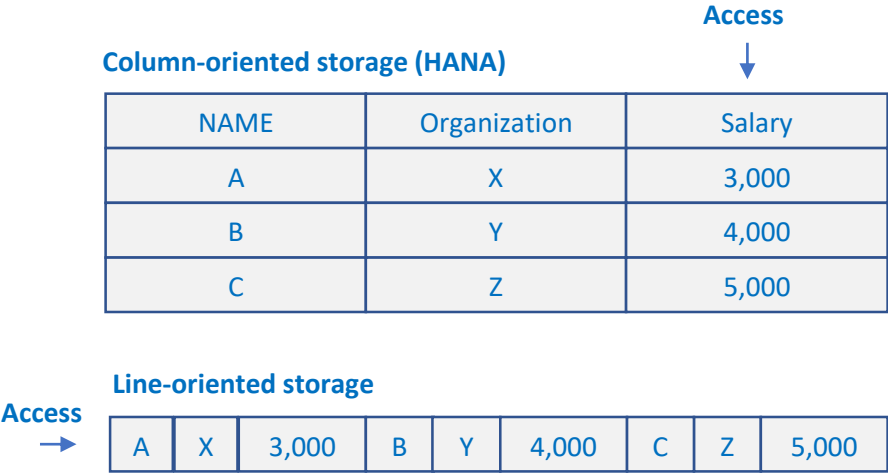 Access
Column-oriented storage (HANA)
NAME Organization Salary
A X 3,000
B Y 4,000
C Z 5,000
Line-oriented storage
Access
A X 3,000 B Y 4,000 C Z 5,000